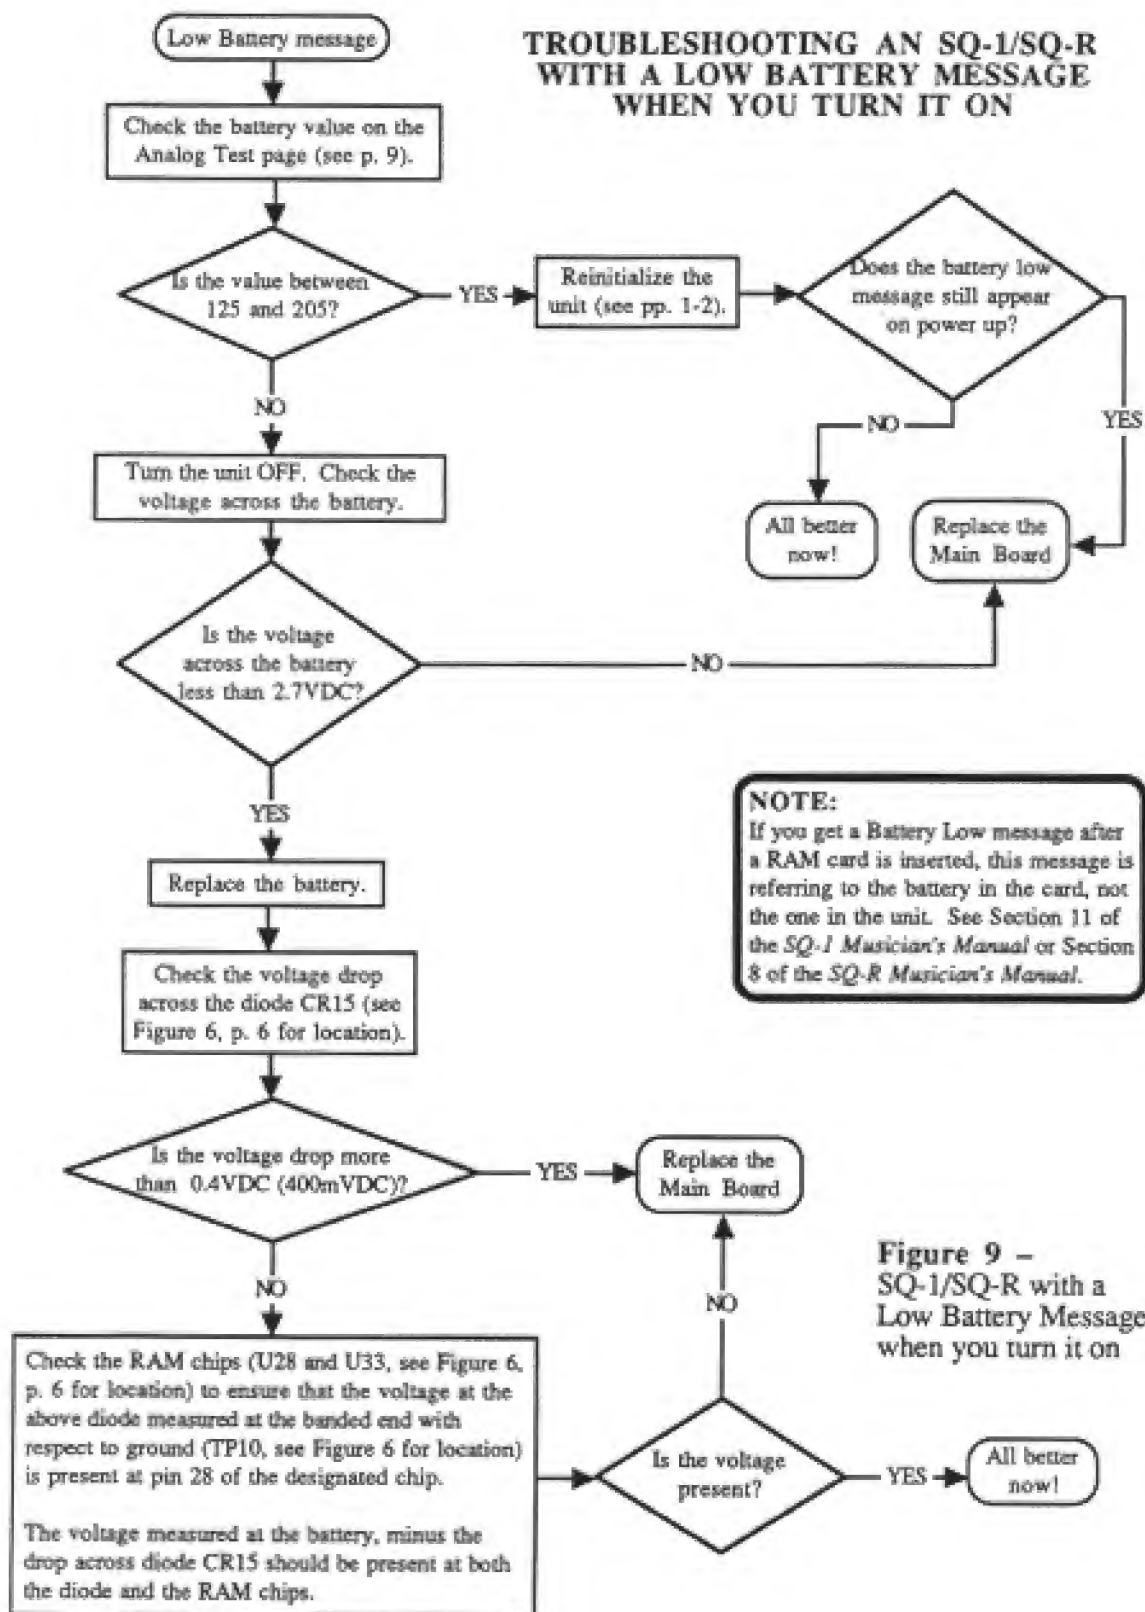 Low Battery message
TROUBLESHOOTING AN SQ-1/SQ-R
WITH A LOW BATTERY MESSAGE
WHEN YOU TURN IT ON
Check the battery value on the
Analog Test page (see p. 9).
Is the value between
125 and 205?
YES
Reinitialize the
unit (see pp. 1-2).
Does the battery low
message still appear
on power up?
NO
NO
YES
Turn the unit OFF. Check the
voltage across the battery.
All better
now!
Replace the
Main Board
Is the voltage
across the battery
less than 2.7VDC?
NO
YES
NOTE:
If you get a Battery Low message after
a RAM card is inserted, this message is
referring to the battery in the card, not
the one in the unit. See Section 11 of
the SQ-1 Musician's Manual or Section
8 of the SQ-R Musician's Manual.
Replace the battery.
Check the voltage drop
across the diode CR15 (see
Figure 6, p. 6 for location).
Is the voltage drop more
than 0.4VDC (400mVDC)?
YES
Replace the
Main Board
NO
NO
Figure 9 –
SQ-1/SQ-R with a
Low Battery Message
when you turn it on
Check the RAM chips (U28 and U33, see Figure 6,
p. 6 for location) to ensure that the voltage at the
above diode measured at the banded end with
respect to ground (TP10, see Figure 6 for location)
is present at pin 28 of the designated chip.
The voltage measured at the battery, minus the
drop across diode CR15 should be present at both
the diode and the RAM chips.
Is the voltage
present?
YES
All better
now!